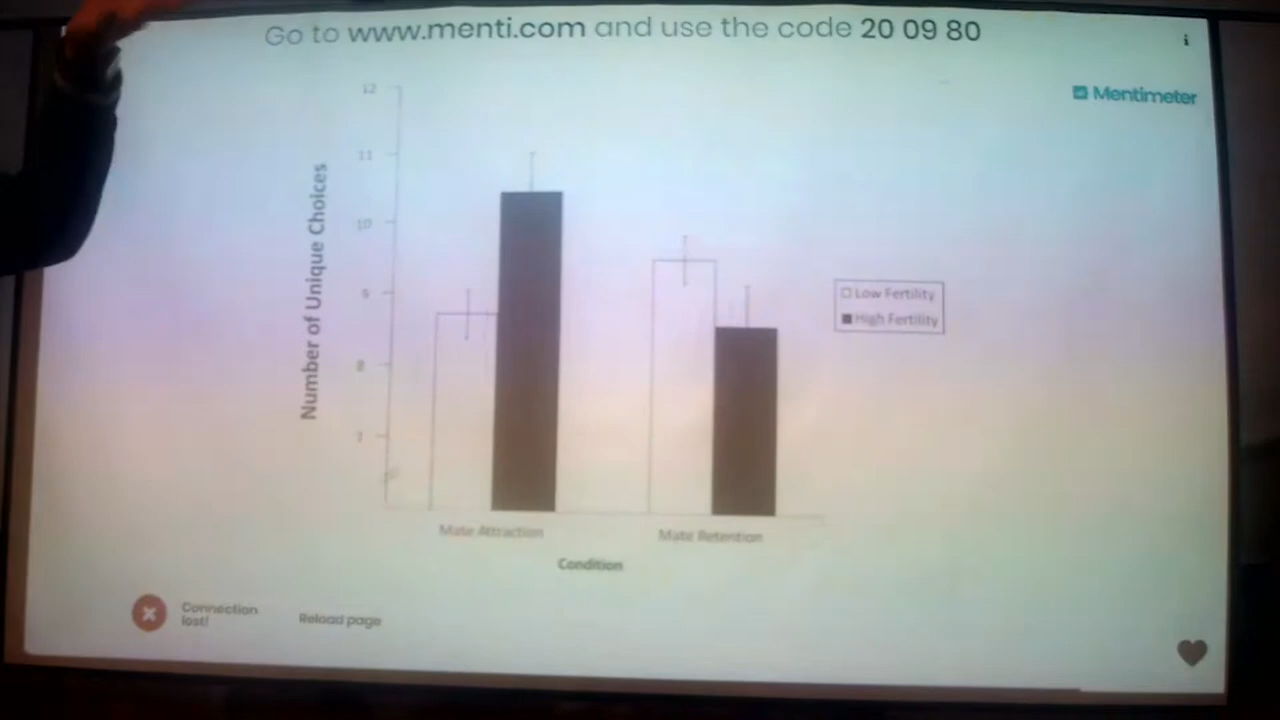 Go to www.menti.com and use the code 20 09 80
i
Mentimeter
12
11
10
9
8
7
Number of Unique Choices
Low Fertility
High Fertility
Mate Attraction
Mate Retention
Condition
Connection
lost!
Reload page